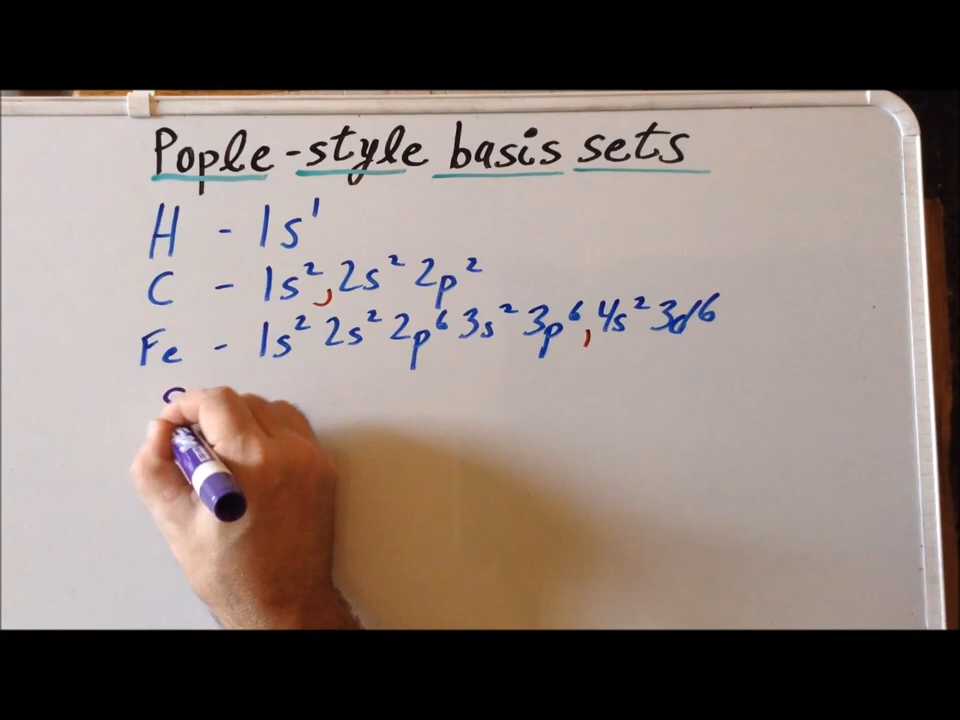 Pople-style basis sets
H - 1s¹
C - 1s², 2s² 2p²
Fe - 1s² 2s² 2p⁶ 3s² 3p⁶, 4s² 3d⁶